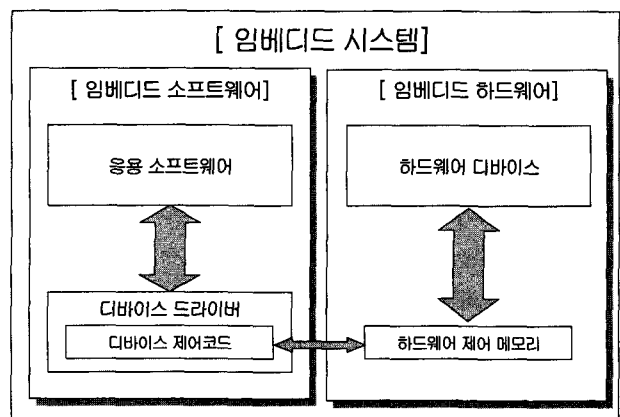 [ 임베디드 시스템]
[ 임베디드 소프트웨어]
응용 소프트웨어
디바이스 드라이버
디바이스 제어코드
[ 임베디드 하드웨어]
하드웨어 디바이스
하드웨어 제어 메모리